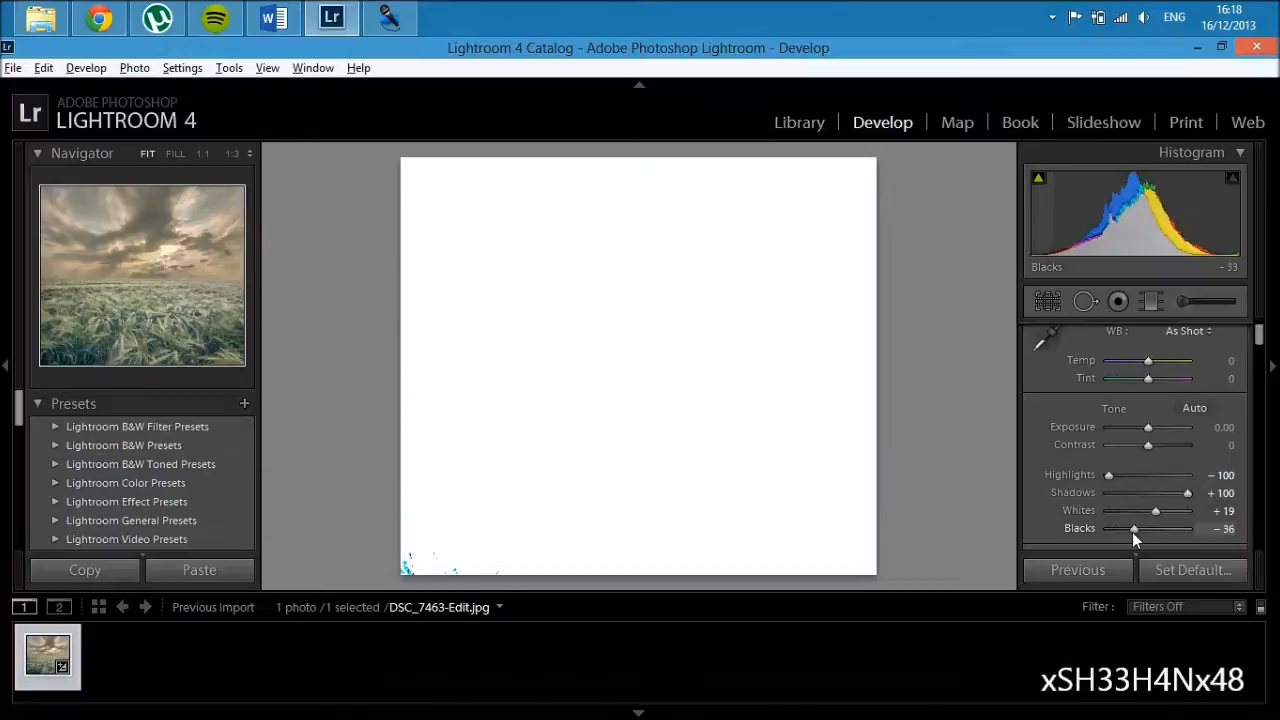 W
Lr
16:18
ENG
16/12/2013
Lr
Lightroom 4 Catalog - Adobe Photoshop Lightroom - Develop
File Edit Develop Photo Settings Tools View Window Help
Lr
ADOBE PHOTOSHOP
LIGHTROOM 4
Library Develop Map Book Slideshow Print Web
Navigator FIT FILL 1:1 1:3
Histogram
Blacks - 33
WB : As Shot
Temp 0
Tint 0
Presets +
Tone Auto
Lightroom B&W Filter Presets
Exposure 0.00
Lightroom B&W Presets
Contrast 0
Lightroom B&W Toned Presets
Highlights - 100
Lightroom Color Presets
Shadows + 100
Lightroom Effect Presets
Whites + 19
Lightroom General Presets
Blacks - 36
Lightroom Video Presets
Copy Paste
Previous Set Default...
1 2 Previous Import 1 photo /1 selected /DSC_7463-Edit.jpg Filter : Filters Off
xSH33H4Nx48